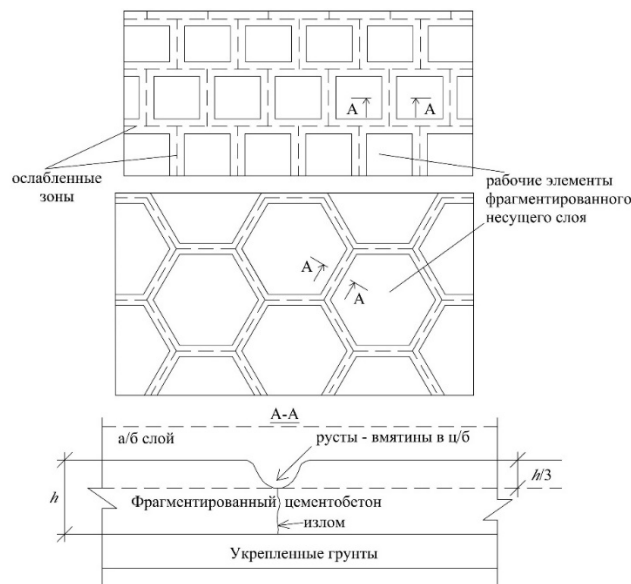 А
А
ослабленные
зоны
рабочие элементы
фрагментированного
несущего слоя
А
А
А-А
а/б слой
русты - вмятины в ц/б
h
h/3
Фрагментированный цементобетон
излом
Укрепленные грунты